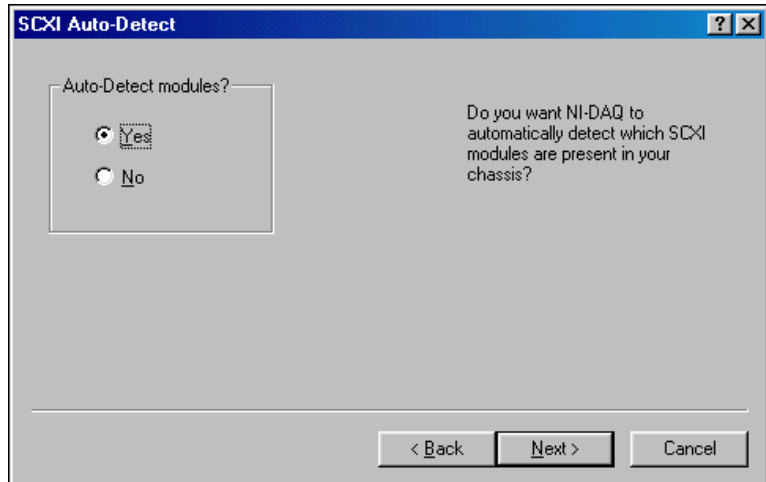 SCXI Auto-Detect
Auto-Detect modules?
Yes
No
Do you want NI-DAQ to
automatically detect which SCXI
modules are present in your
chassis?
< Back
Next >
Cancel